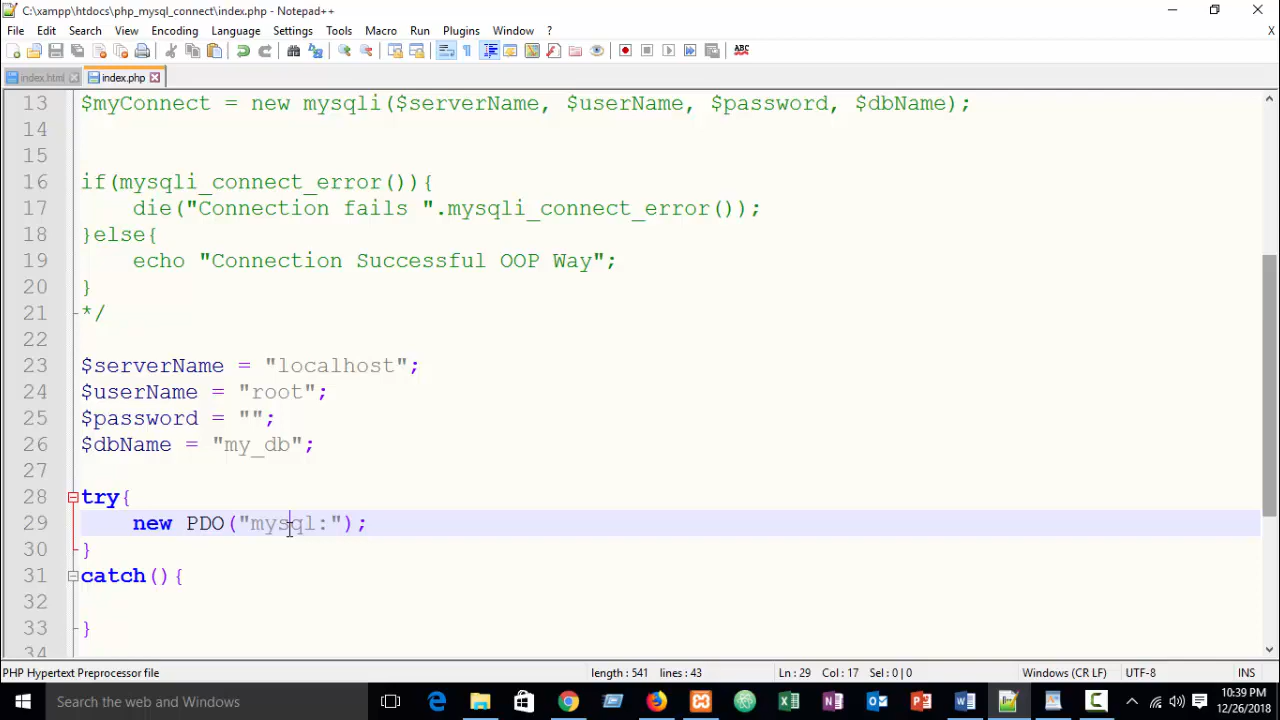 C:\xampp\htdocs\php_mysql_connect\index.php - Notepad++
File Edit Search View Encoding Language Settings Tools Macro Run Plugins Window ?
X
ABC
index.html index.php
13 $myConnect = new mysqli($serverName, $userName, $password, $dbName);
14
15
16 if(mysqli_connect_error()){
17 die("Connection fails ".mysqli_connect_error());
18 }else{
19 echo "Connection Successful OOP Way";
20 }
21 */
22
23 $serverName = "localhost";
24 $userName = "root";
25 $password = "";
26 $dbName = "my_db";
27
28 try{
29 new PDO("mysql:");
30 }
31 catch(){
32
33 }
34
PHP Hypertext Preprocessor file length : 541 lines : 43 Ln : 29 Col : 17 Sel : 0 | 0 Windows (CR LF) UTF-8 INS
Search the web and Windows
10:39 PM
12/26/2018